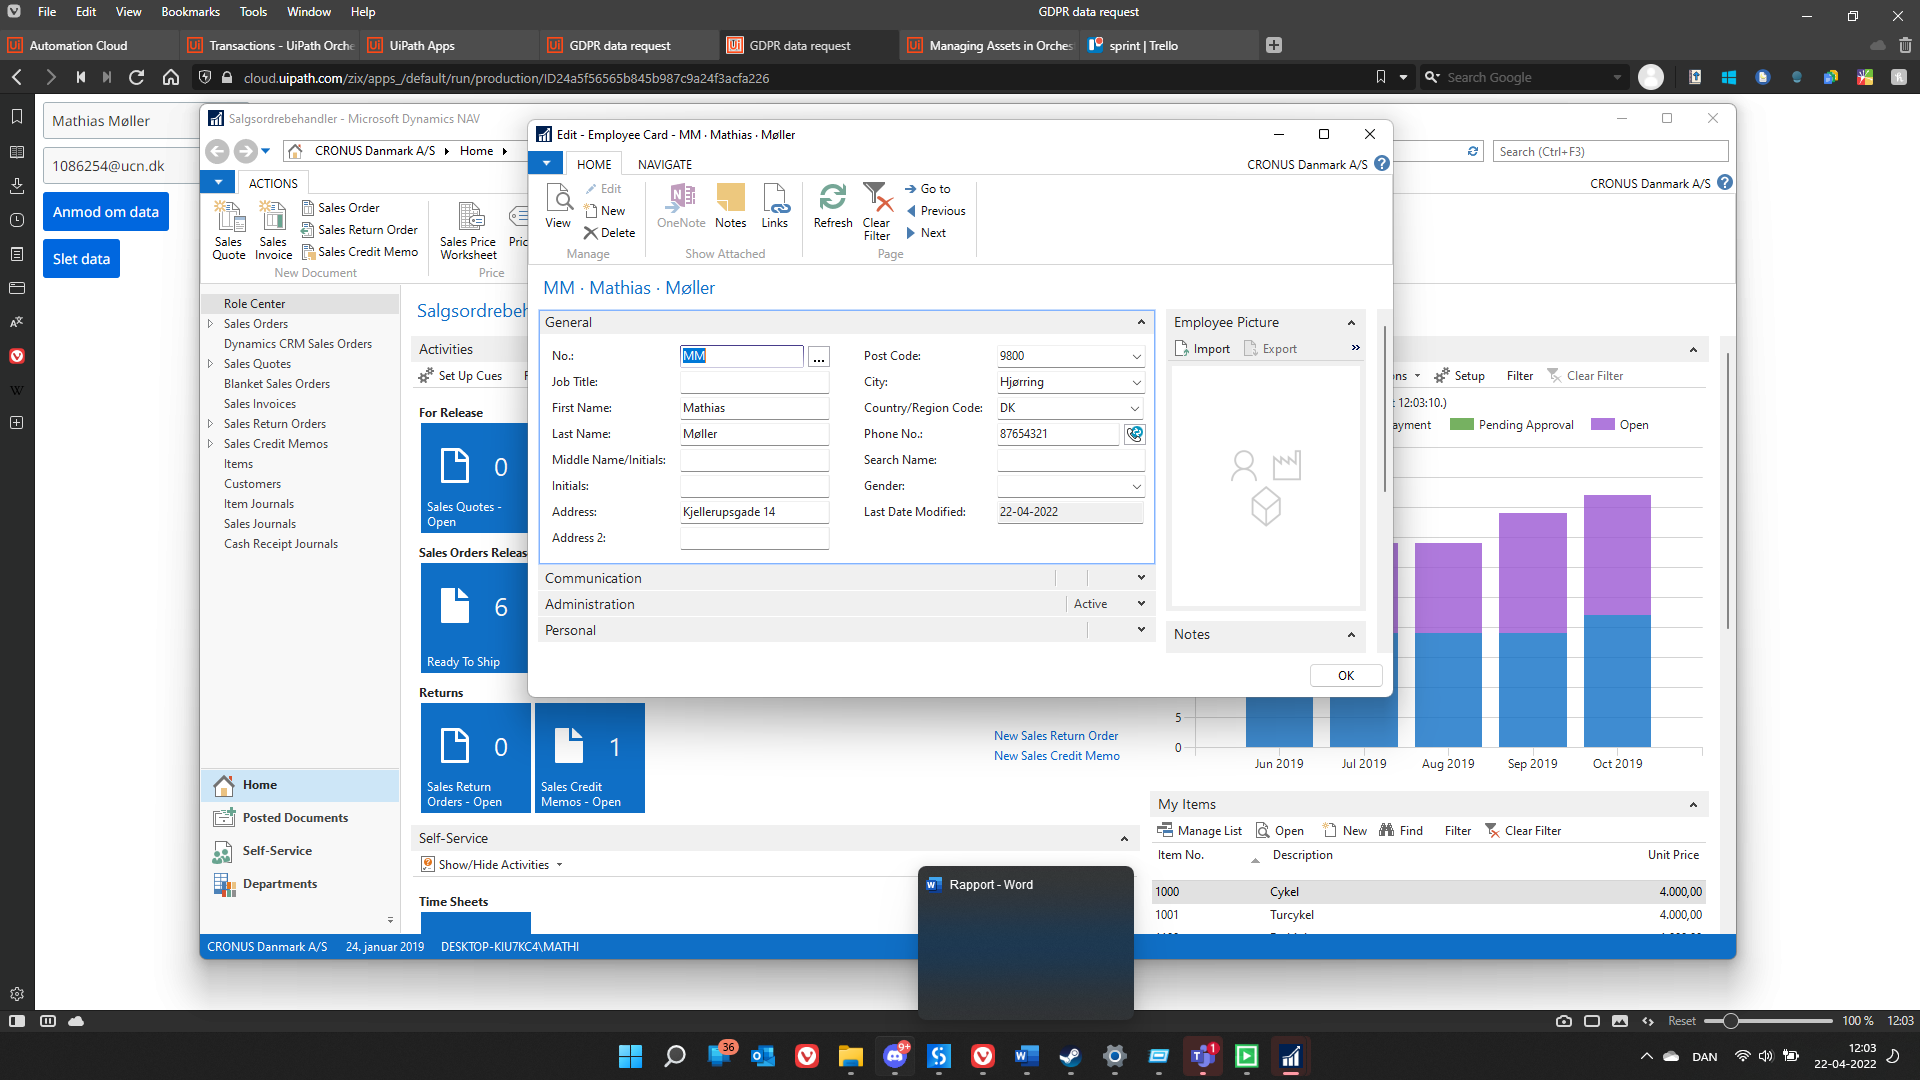 File Edit View Bookmarks Tools Window Help
GDPR data request
Automation Cloud
Transactions - UiPath Orche
UiPath Apps
GDPR data request
GDPR data request
Managing Assets in Orches
sprint | Trello
cloud.uipath.com/zix/apps_/default/run/production/ID24a5f56565b845b987c9a24f3acfa226
Search Google
Mathias Møller
1086254@ucn.dk
Anmod om data
Slet data
Salgsordrebehandler - Microsoft Dynamics NAV
CRONUS Danmark A/S
Home
Search (Ctrl+F3)
ACTIONS
CRONUS Danmark A/S
Sales Quote
Sales Invoice
Sales Order
Sales Return Order
Sales Credit Memo
New Document
Sales Price Worksheet
Pric
Price
Role Center
Sales Orders
Dynamics CRM Sales Orders
Sales Quotes
Blanket Sales Orders
Sales Invoices
Sales Return Orders
Sales Credit Memos
Items
Customers
Item Journals
Sales Journals
Cash Receipt Journals
Home
Posted Documents
Self-Service
Departments
Salgsordrebeh
Activities
Set Up Cues
For Release
0
Sales Quotes - Open
Sales Orders Releas
6
Ready To Ship
Returns
0
Sales Return Orders - Open
1
Sales Credit Memos - Open
New Sales Return Order
New Sales Credit Memo
Self-Service
Show/Hide Activities
Time Sheets
Edit - Employee Card - MM · Mathias · Møller
HOME
NAVIGATE
CRONUS Danmark A/S
View
Edit
New
Delete
Manage
OneNote
Notes
Links
Show Attached
Refresh
Clear Filter
Go to
Previous
Next
Page
MM · Mathias · Møller
General
No.: MM
Job Title:
First Name: Mathias
Last Name: Møller
Middle Name/Initials:
Initials:
Address: Kjellerupsgade 14
Address 2:
Post Code: 9800
City: Hjørring
Country/Region Code: DK
Phone No.: 87654321
Search Name:
Gender:
Last Date Modified: 22-04-2022
Communication
Administration Active
Personal
Employee Picture
Import
Export
Notes
OK
ons
Setup
Filter
Clear Filter
t 12:03:10.)
ayment
Pending Approval
Open
5
0
Jun 2019
Jul 2019
Aug 2019
Sep 2019
Oct 2019
My Items
Manage List
Open
New
Find
Filter
Clear Filter
Item No. Description Unit Price
1000 Cykel 4.000,00
1001 Turcykel 4.000,00
CRONUS Danmark A/S 24. januar 2019 DESKTOP-KIU7KC4\MATHI
Rapport - Word
Reset 100 % 12:03
36
9+
1
DAN
12:03
22-04-2022